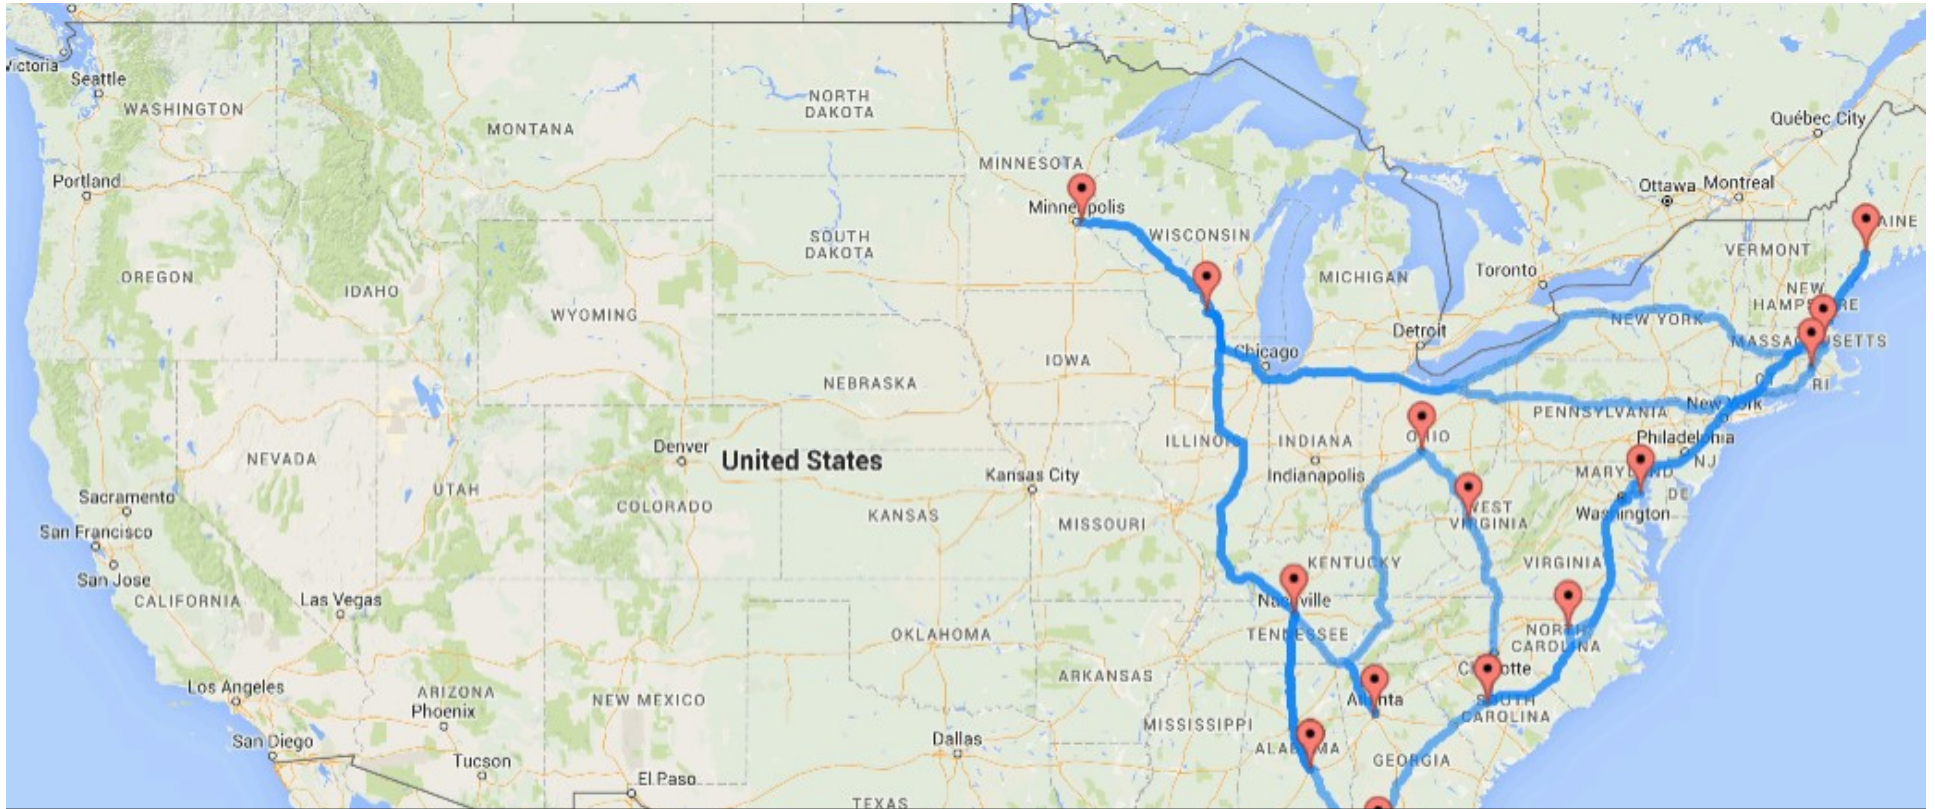 Victoria
Seattle
WASHINGTON
MONTANA
NORTH
DAKOTA
MINNESOTA
Québec City
Ottawa
Montreal
Portland
Minneapolis
AINE
SOUTH
DAKOTA
WISCONSIN
VERMONT
OREGON
IDAHO
MICHIGAN
Toronto
WYOMING
NEW
HAMPSHIRE
NEW YORK
Detroit
MASSACHUSETTS
Chicago
IOWA
NEBRASKA
CT
RI
New York
PENNSYLVANIA
Philadelphia
OHIO
ILLINOIS
INDIANA
Indianapolis
Denver
United States
NEVADA
Kansas City
MARYLAND
NJ
DE
UTAH
Sacramento
COLORADO
KANSAS
MISSOURI
WEST
VIRGINIA
Washington
San Francisco
San Jose
KENTUCKY
VIRGINIA
CALIFORNIA
Las Vegas
Nashville
OKLAHOMA
TENNESSEE
NORTH
CAROLINA
Los Angeles
ARIZONA
Phoenix
NEW MEXICO
ARKANSAS
Charlotte
Atlanta
SOUTH
CAROLINA
San Diego
Dallas
MISSISSIPPI
ALABAMA
GEORGIA
Tucson
El Paso
TEXAS